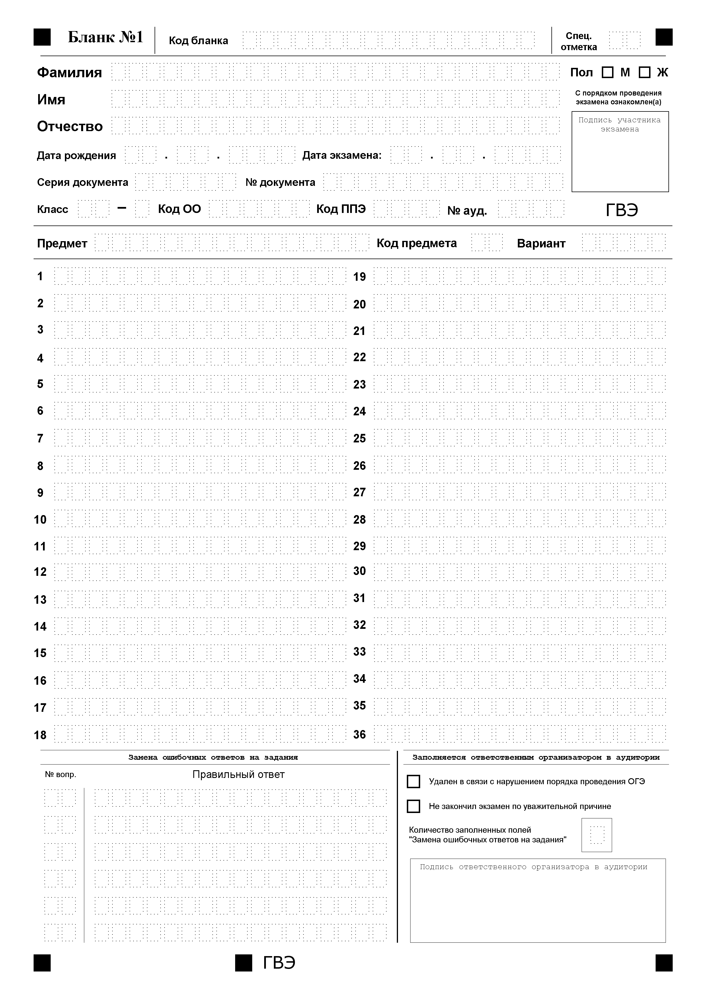 Бланк №1 Код бланка Спец. отметка
Фамилия Пол М Ж
Имя С порядком проведения экзамена ознакомлен(а)
Отчество Подпись участника экзамена
Дата рождения . . Дата экзамена: . .
Серия документа № документа
Класс – Код ОО Код ППЭ № ауд. ГВЭ
Предмет Код предмета Вариант
1 19
2 20
3 21
4 22
5 23
6 24
7 25
8 26
9 27
10 28
11 29
12 30
13 31
14 32
15 33
16 34
17 35
18 36
Замена ошибочных ответов на задания
№ вопр. Правильный ответ
Заполняется ответственным организатором в аудитории
Удален в связи с нарушением порядка проведения ОГЭ
Не закончил экзамен по уважительной причине
Количество заполненных полей
"Замена ошибочных ответов на задания"
Подпись ответственного организатора в аудитории
ГВЭ